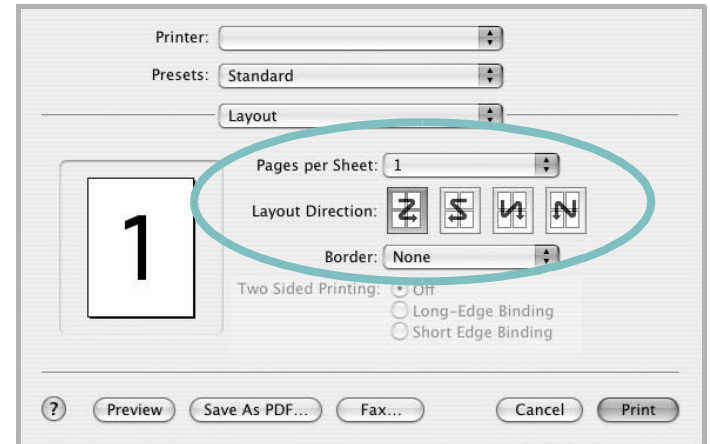 Printer:
Presets: Standard
Layout
Pages per Sheet: 1
Layout Direction:
Border: None
1
Two Sided Printing: Off
Long-Edge Binding
Short Edge Binding
? Preview Save As PDF... Fax... Cancel Print